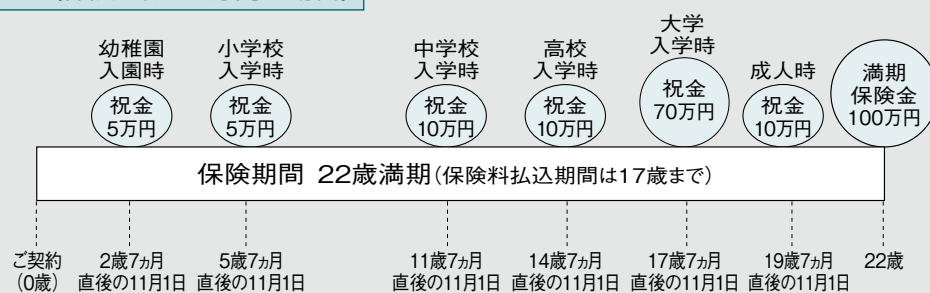 幼稚園
入園時
祝金
5万円
小学校
入学時
祝金
5万円
中学校
入学時
祝金
10万円
高校
入学時
祝金
10万円
大学
入学時
祝金
70万円
成人時
祝金
10万円
満期
保険金
100万円
保険期間 22歳満期(保険料払込期間は17歳まで)
ご契約
(0歳)
2歳7ヵ月
直後の11月1日
5歳7ヵ月
直後の11月1日
11歳7ヵ月
直後の11月1日
14歳7ヵ月
直後の11月1日
17歳7ヵ月
直後の11月1日
19歳7ヵ月
直後の11月1日
22歳